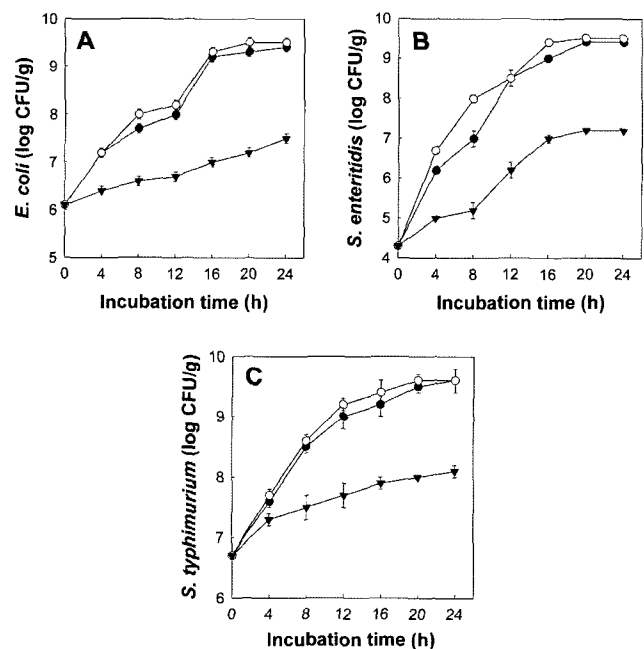 A
E. coli (log CFU/g)
10
9
8
7
6
5
0 4 8 12 16 20 24
Incubation time (h)
B
S. enteritidis (log CFU/g)
10
9
8
7
6
5
4
0 4 8 12 16 20 24
Incubation time (h)
C
S. typhimurium (log CFU/g)
10
9
8
7
6
0 4 8 12 16 20 24
Incubation time (h)